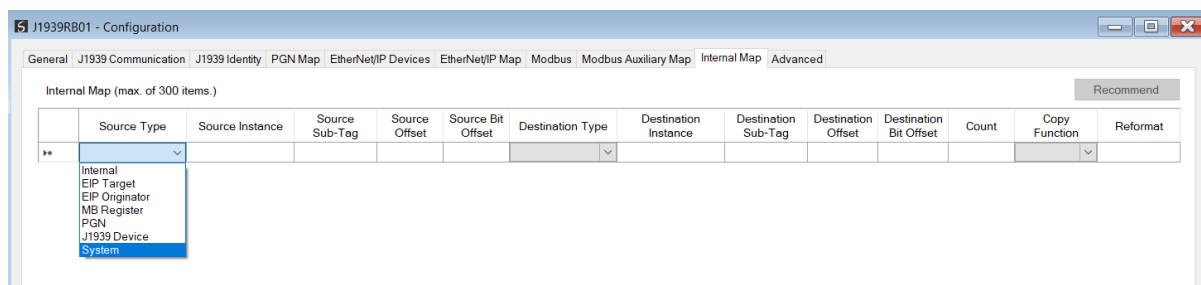 J1939RB01 - Configuration
General J1939 Communication J1939 Identity PGN Map EtherNet/IP Devices EtherNet/IP Map Modbus Modbus Auxiliary Map Internal Map Advanced
Internal Map (max. of 300 items.) Recommend
Source Type Source Instance Source Sub-Tag Source Offset Source Bit Offset Destination Type Destination Instance Destination Sub-Tag Destination Offset Destination Bit Offset Count Copy Function Reformat
Internal
EIP Target
EIP Originator
MB Register
PGN
J1939 Device
System